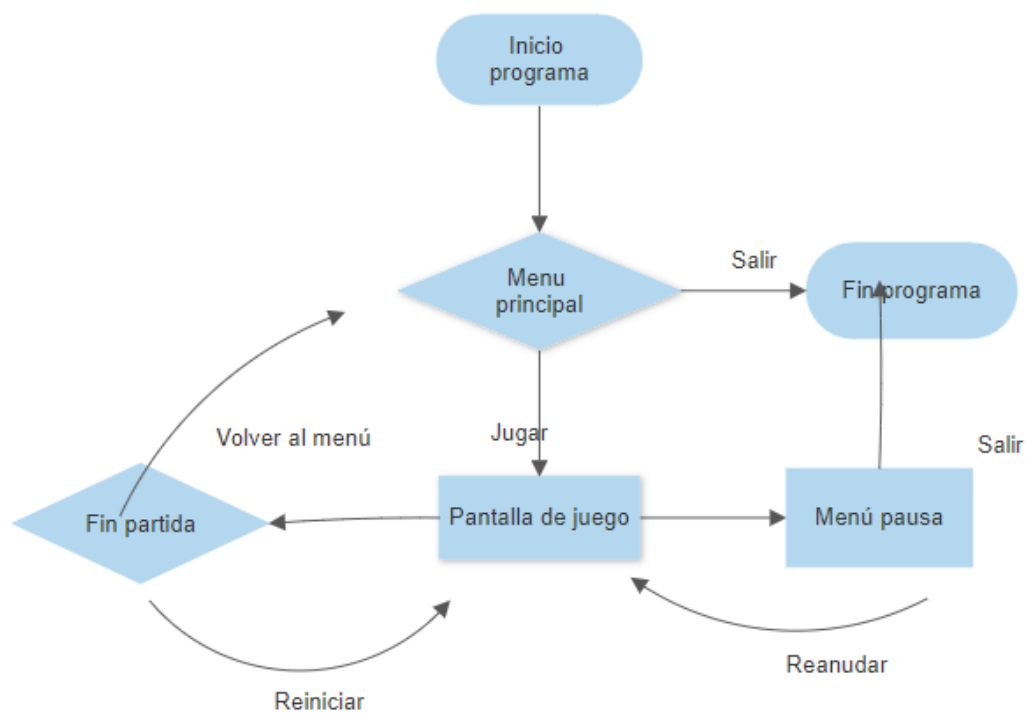 Inicio
programa
Salir
Menu
principal
Fin programa
Volver al menú
Jugar
Salir
Fin partida
Pantalla de juego
Menú pausa
Reanudar
Reiniciar